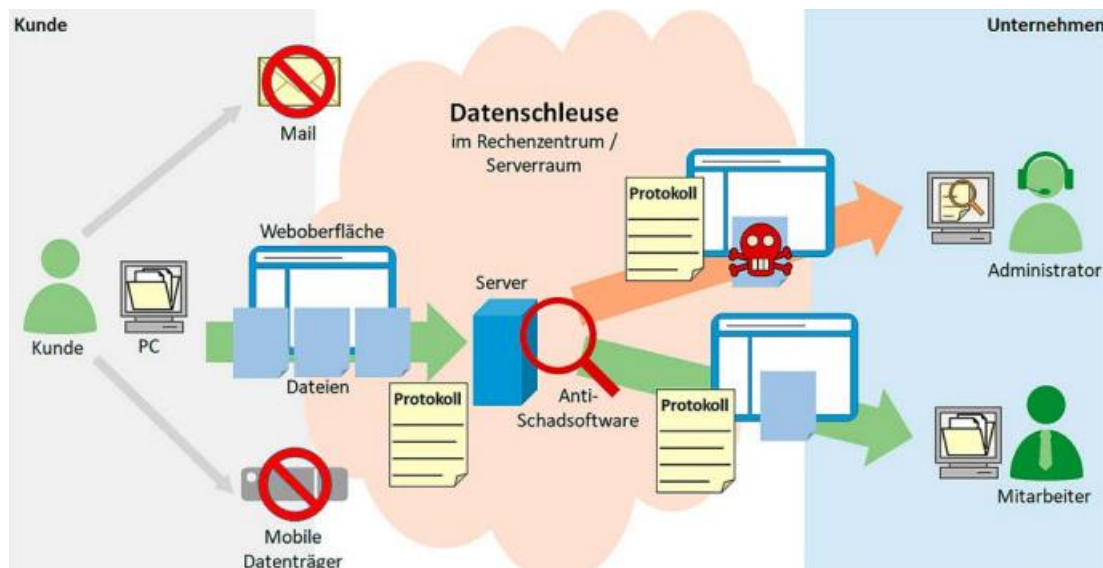 Kunde
Unternehmen
Mail
Datenschleuse
im Rechenzentrum /
Serverraum
Protokoll
Weboberfläche
Server
Administrator
Kunde
PC
Dateien
Protokoll
Anti-
Schadsoftware
Protokoll
Mitarbeiter
Mobile
Datenträger